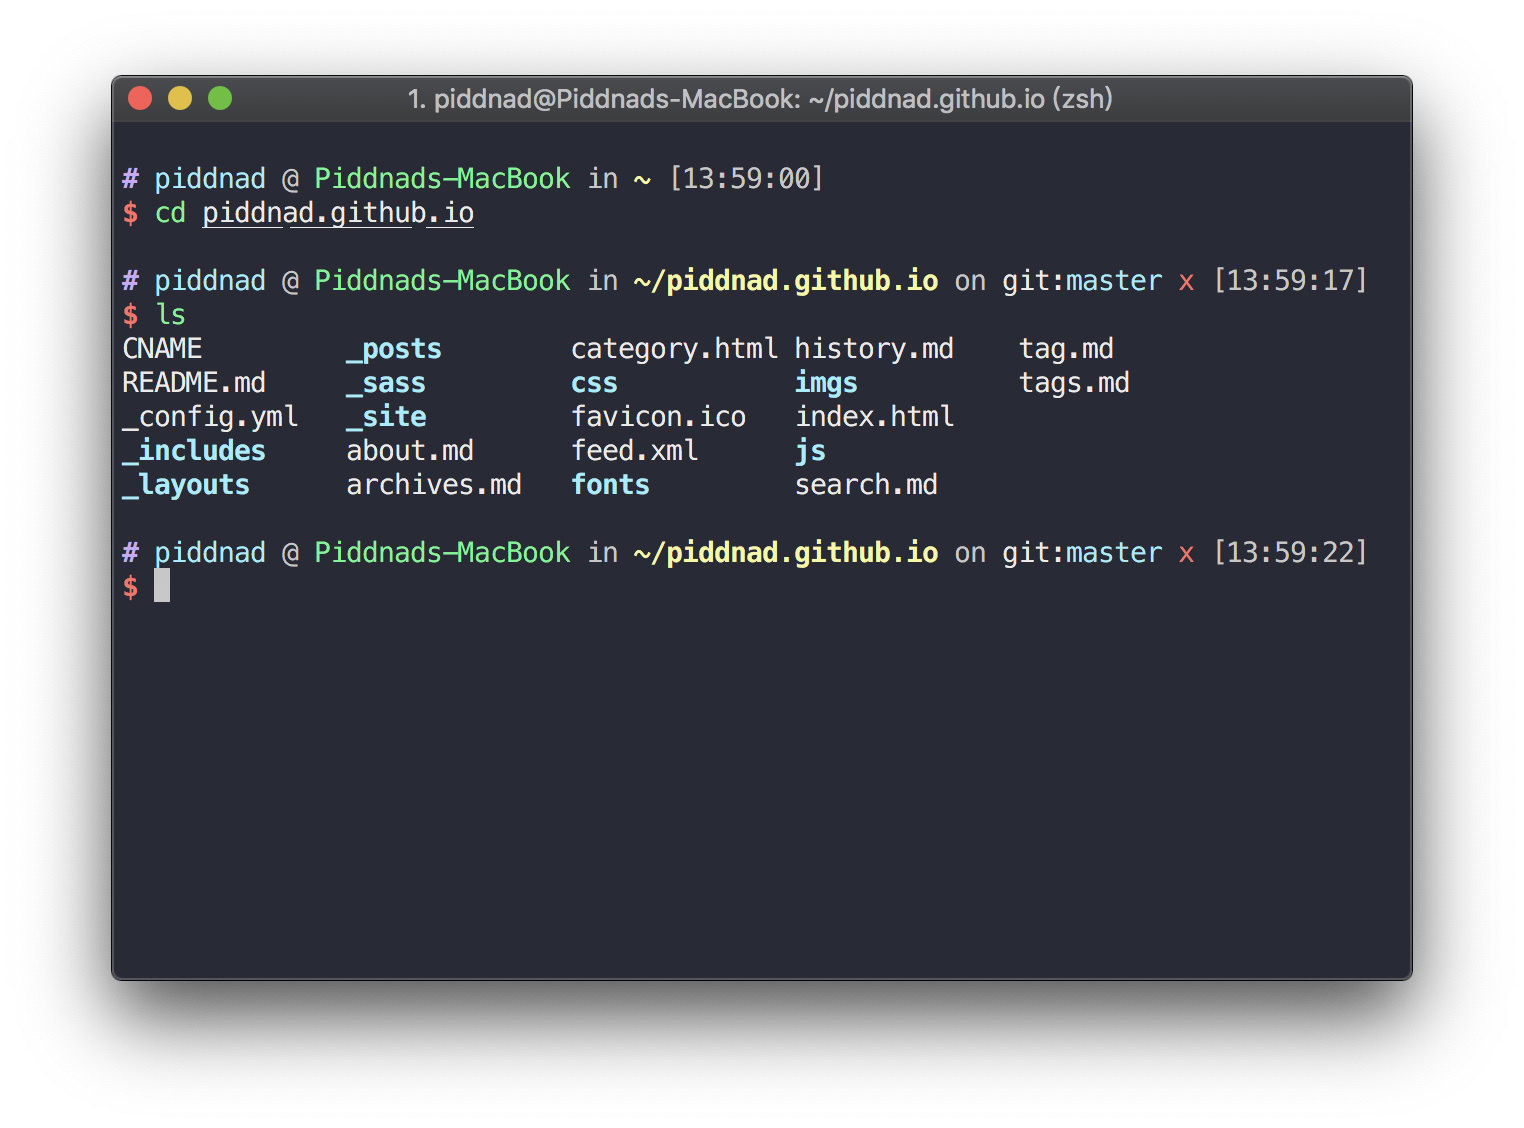 1. piddnad@Piddnads-MacBook: ~/piddnad.github.io (zsh)
# piddnad @ Piddnads-MacBook in ~ [13:59:00]
$ cd piddnad.github.io
# piddnad @ Piddnads-MacBook in ~/piddnad.github.io on git:master x [13:59:17]
$ ls
CNAME _posts category.html history.md tag.md
README.md _sass css imgs tags.md
_config.yml _site favicon.ico index.html
_includes about.md feed.xml js
_layouts archives.md fonts search.md
# piddnad @ Piddnads-MacBook in ~/piddnad.github.io on git:master x [13:59:22]
$